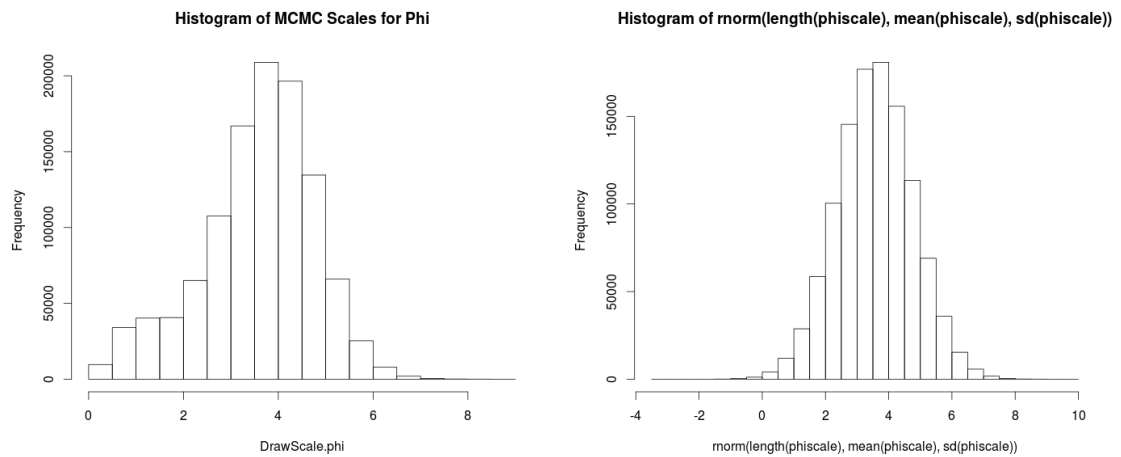 Histogram of MCMC Scales for Phi
Frequency
0
50000
100000
150000
200000
0 2 4 6 8
DrawScale.phi
Histogram of rnorm(length(phiscale), mean(phiscale), sd(phiscale))
Frequency
0
50000
100000
150000
-4 -2 0 2 4 6 8 10
rnorm(length(phiscale), mean(phiscale), sd(phiscale))